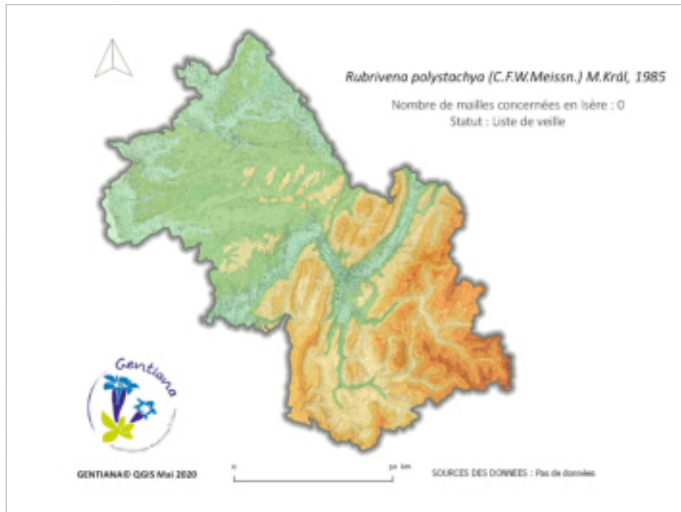 Rubrivena polystachya (C.F.W.Meissn.) M.Král, 1985
Nombre de mailles concernées en Isère : 0
Statut : Liste de veille
Gentiana
GENTIANA© QGIS Mai 2020
0
km
SOURCES DES DONNEES : Pas de données